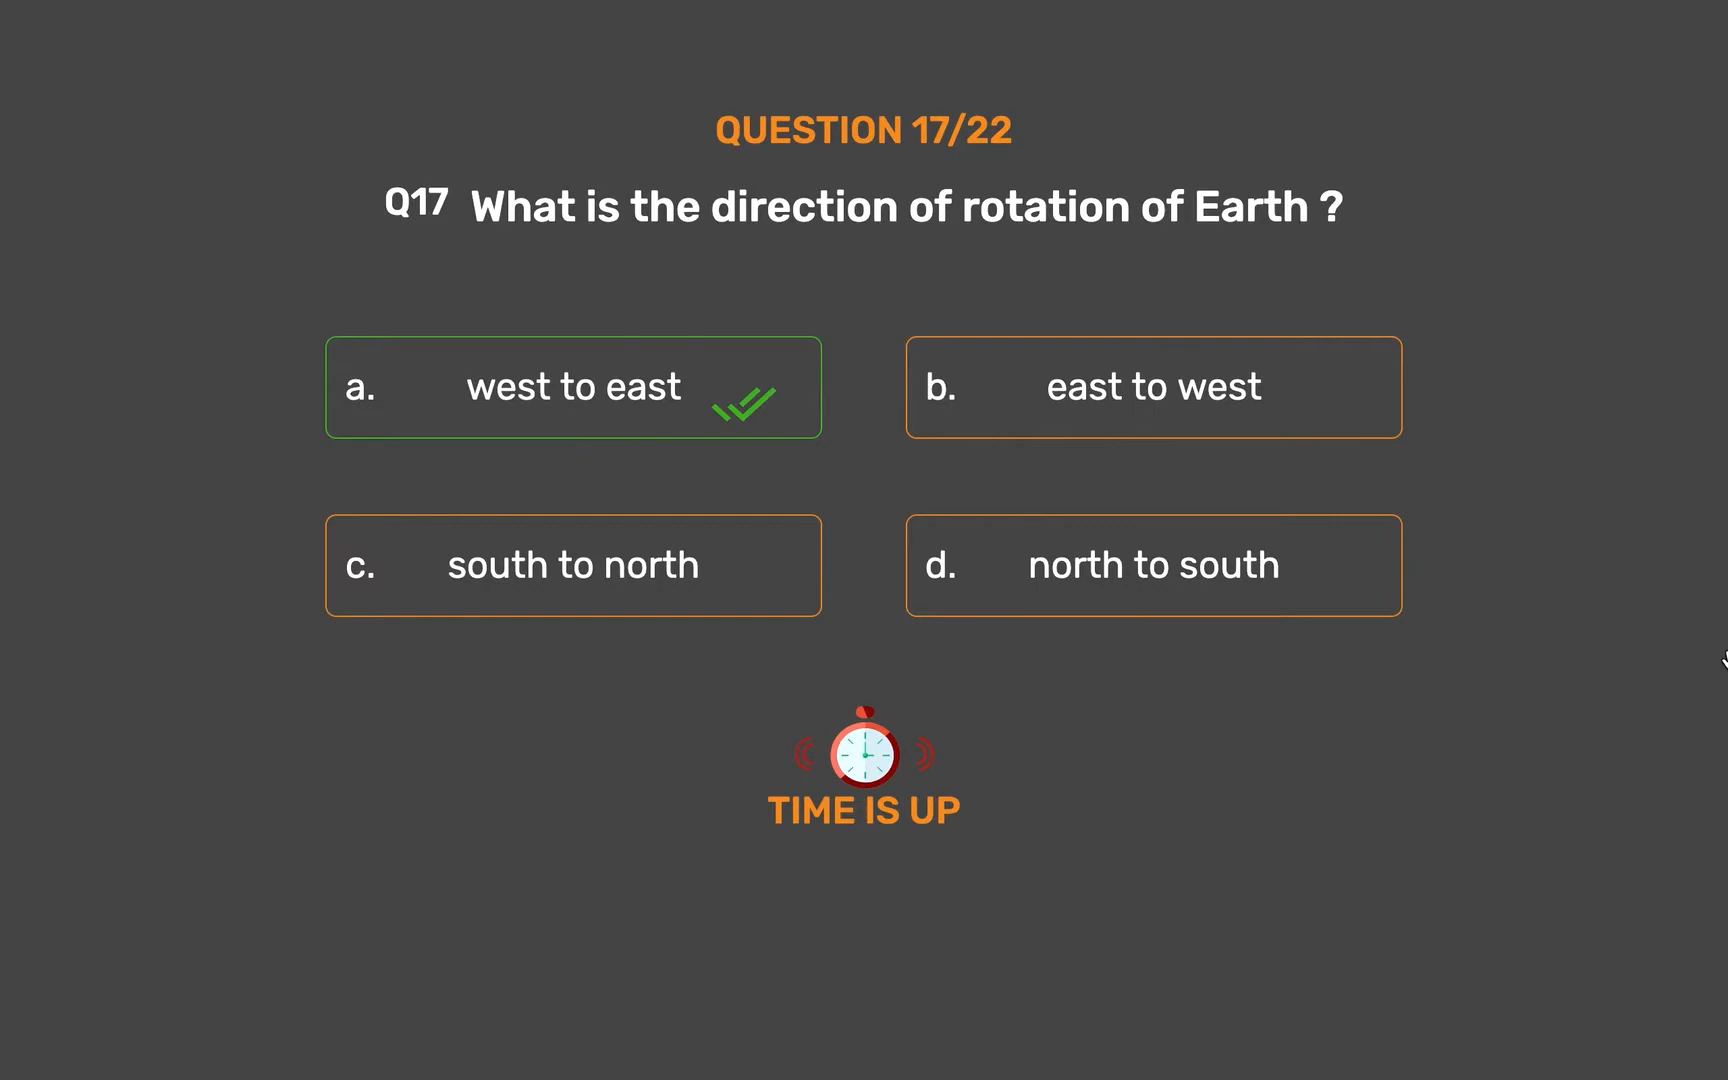 QUESTION 17/22
Q17 What is the direction of rotation of Earth ?
a. west to east
b. east to west
c. south to north
d. north to south
TIME IS UP